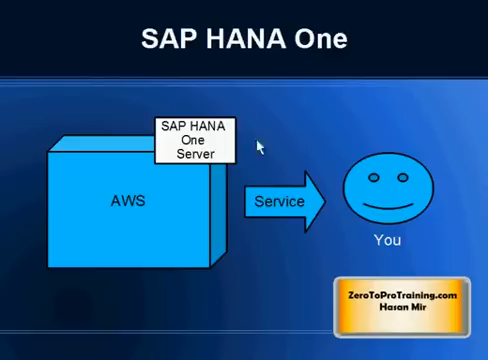 SAP HANA One
SAP HANA
One
Server
AWS
Service
You
ZeroToProTraining.com
Hasan Mir